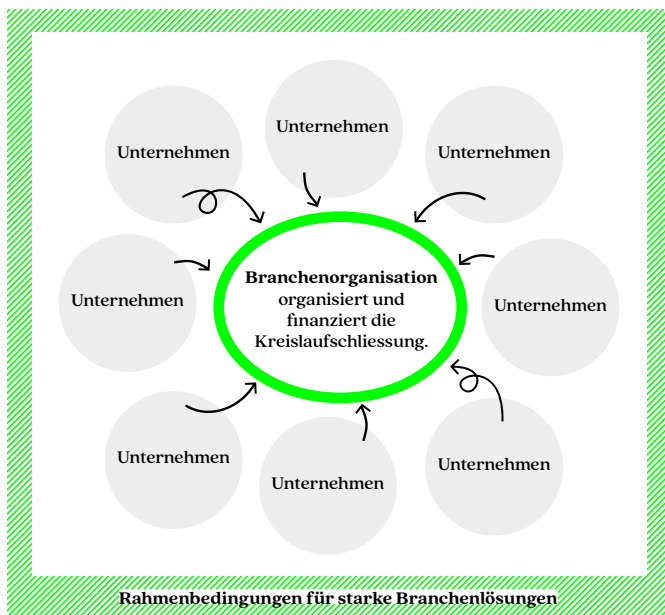 Unternehmen
Unternehmen
Unternehmen
Unternehmen
Branchenorganisation
organisiert und
finanziert die
Kreislaufschliessung.
Unternehmen
Unternehmen
Unternehmen
Unternehmen
Rahmenbedingungen für starke Branchenlösungen